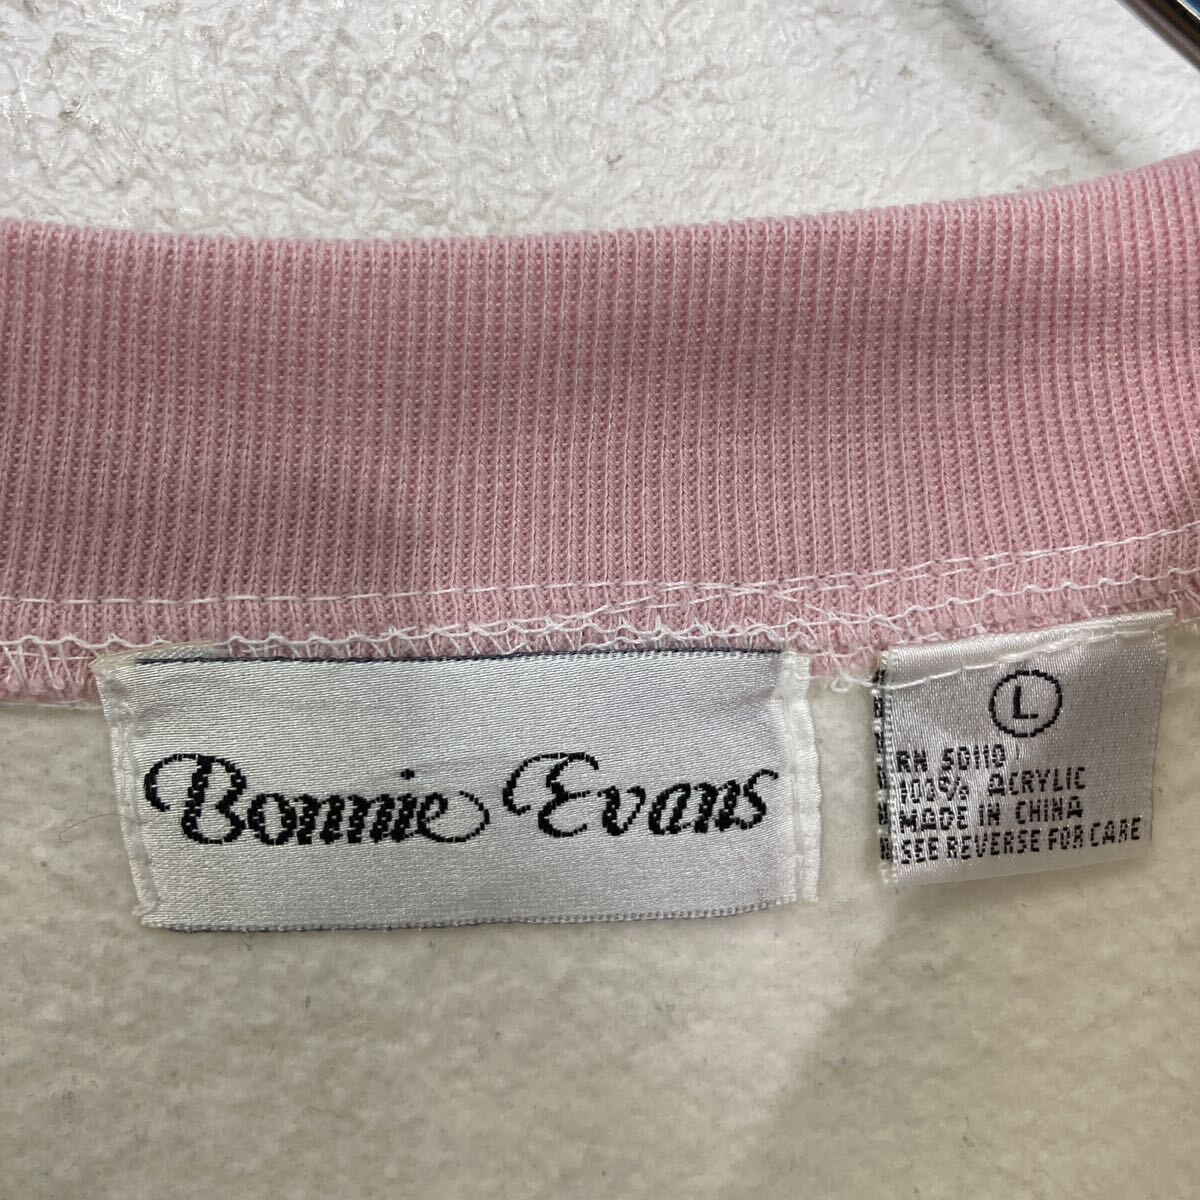 Bonnie Evans
L
RN 50110
100% ACRYLIC
MADE IN CHINA
SEE REVERSE FOR CARE